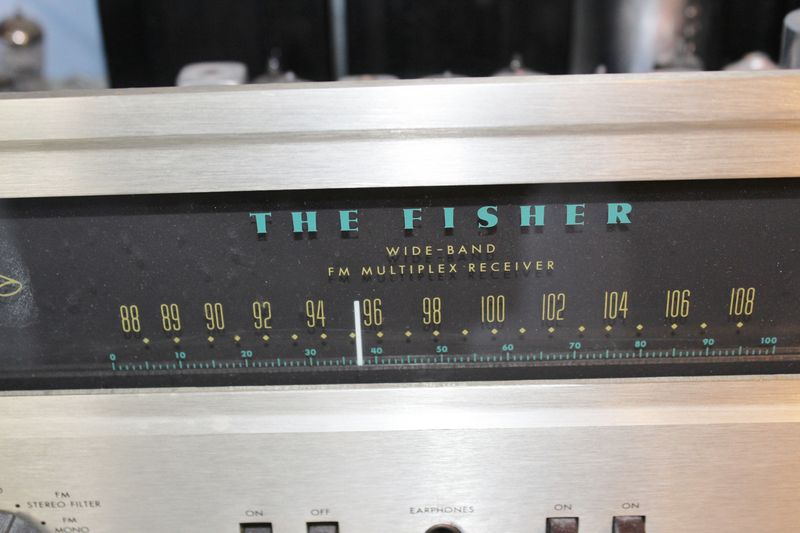 THE FISHER
WIDE-BAND
FM MULTIPLEX RECEIVER
88 89 90 92 94 96 98 100 102 104 106 108
0 10 20 30 40 50 60 70 80 90 100
FM
STEREO FILTER
FM
MONO
ON OFF EARPHONES ON ON